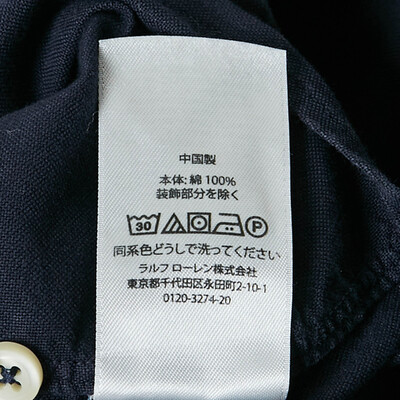 中国製
本体: 綿 100%
装飾部分を除く
30 P
同系色どうしで洗ってください
ラルフ ローレン株式会社
東京都千代田区永田町2-10-1
0120-3274-20